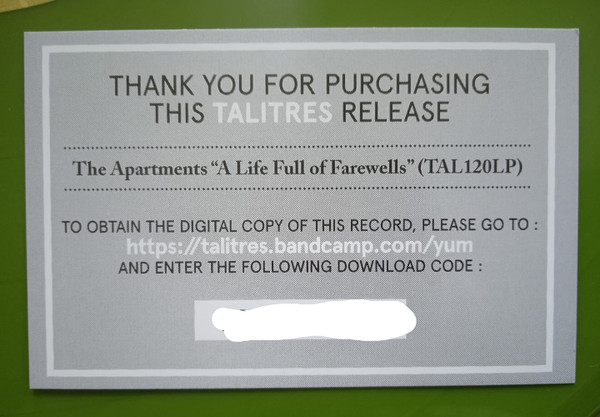 THANK YOU FOR PURCHASING
THIS TALITRES RELEASE
The Apartments “A Life Full of Farewells” (TAL120LP)
TO OBTAIN THE DIGITAL COPY OF THIS RECORD, PLEASE GO TO :
https://talitres.bandcamp.com/yum
AND ENTER THE FOLLOWING DOWNLOAD CODE :